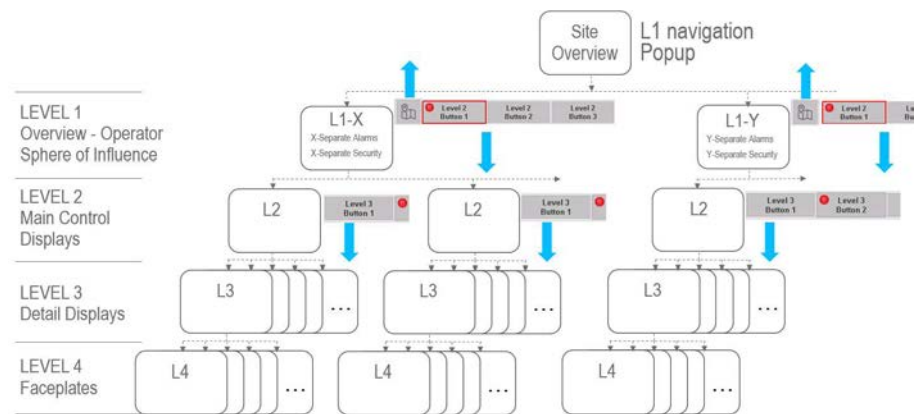 Site
Overview
L1 navigation
Popup
LEVEL 1
Overview - Operator
Sphere of Influence
L1-X
X-Separate Alarms
X-Separate Security
Level 2
Button 1
Level 2
Button 2
Level 2
Button 3
L1-Y
Y-Separate Alarms
Y-Separate Security
Level 2
Button 1
LEVEL 2
Main Control
Displays
L2
Level 3
Button 1
L2
Level 3
Button 1
L2
Level 3
Button 1
Level 3
Button 2
LEVEL 3
Detail Displays
L3
...
L3
...
L3
...
LEVEL 4
Faceplates
L4
...
L4
...
L4
...